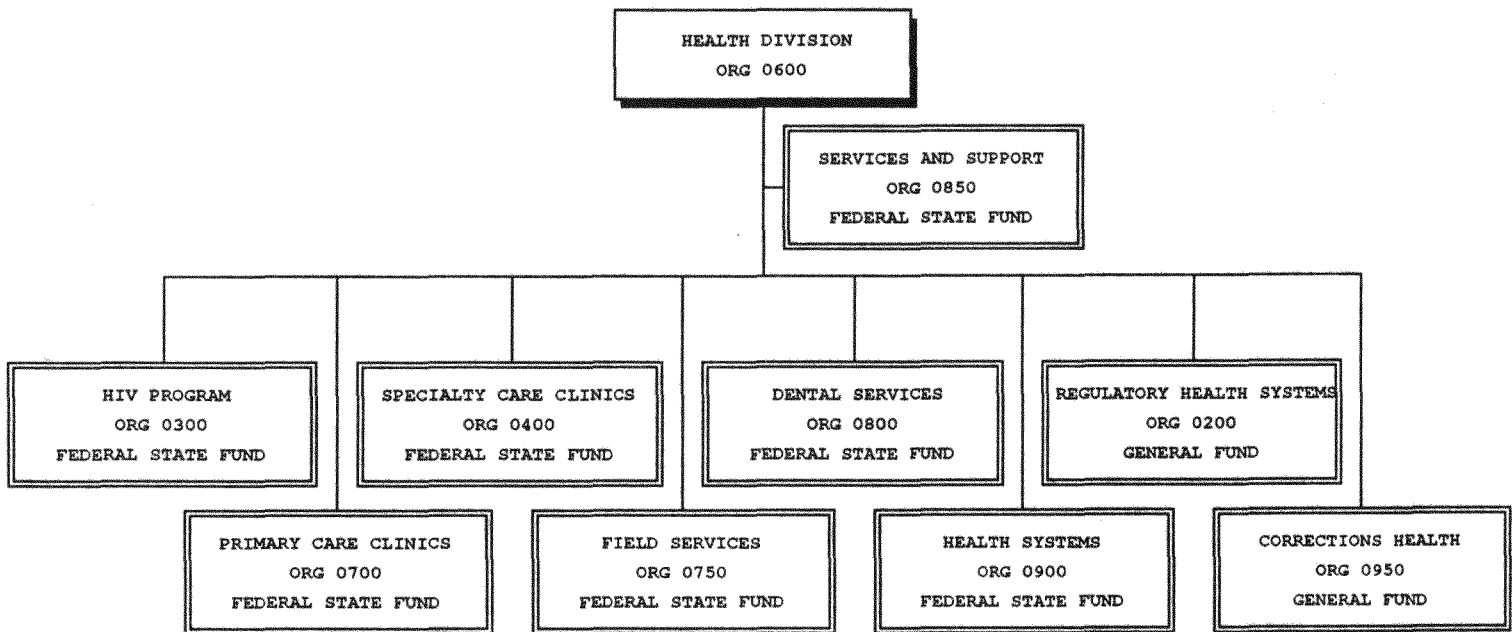 HEALTH DIVISION
ORG 0600
SERVICES AND SUPPORT
ORG 0850
FEDERAL STATE FUND
HIV PROGRAM
ORG 0300
FEDERAL STATE FUND
SPECIALTY CARE CLINICS
ORG 0400
FEDERAL STATE FUND
DENTAL SERVICES
ORG 0800
FEDERAL STATE FUND
REGULATORY HEALTH SYSTEMS
ORG 0200
GENERAL FUND
PRIMARY CARE CLINICS
ORG 0700
FEDERAL STATE FUND
FIELD SERVICES
ORG 0750
FEDERAL STATE FUND
HEALTH SYSTEMS
ORG 0900
FEDERAL STATE FUND
CORRECTIONS HEALTH
ORG 0950
GENERAL FUND